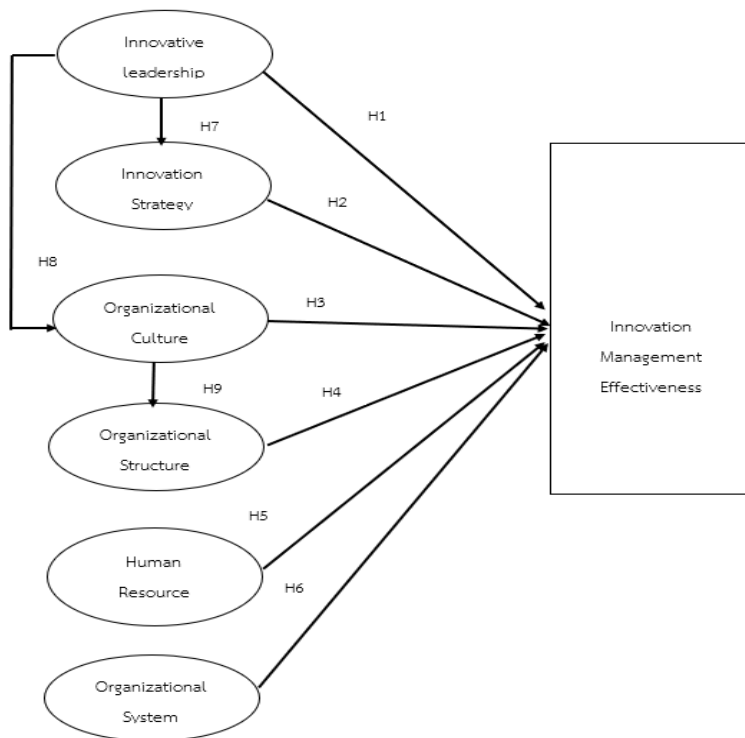 Innovative
leadership
H1
H7
Innovation
Strategy
H2
H8
Organizational
Culture
H3
Innovation
Management
Effectiveness
H9
H4
Organizational
Structure
H5
Human
Resource
H6
Organizational
System